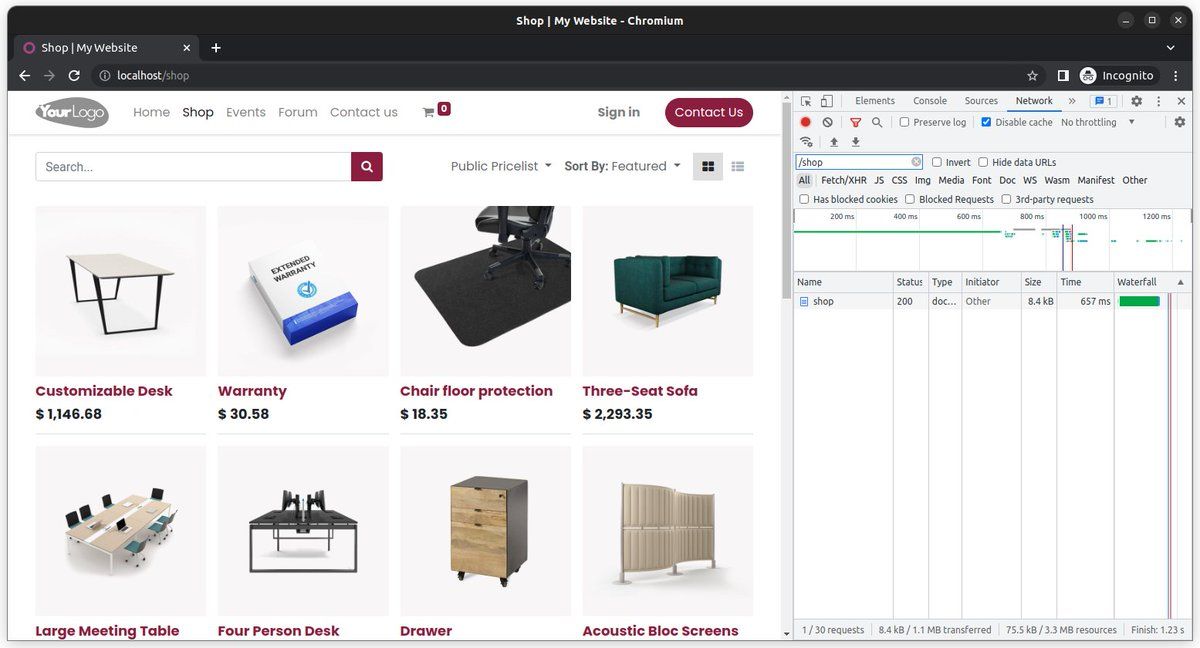 Shop | My Website - Chromium
Shop | My Website
localhost/shop
Incognito
YourLogo
Home Shop Events Forum Contact us 0 Sign in Contact Us
Search...
Public Pricelist Sort By: Featured
EXTENDED
WARRANTY
Customizable Desk Warranty Chair floor protection Three-Seat Sofa
$ 1,146.68 $ 30.58 $ 18.35 $ 2,293.35
Large Meeting Table Four Person Desk Drawer Acoustic Bloc Screens
Elements Console Sources Network » 1
Preserve log Disable cache No throttling
/shop Invert Hide data URLs
All Fetch/XHR JS CSS Img Media Font Doc WS Wasm Manifest Other
Has blocked cookies Blocked Requests 3rd-party requests
200 ms 400 ms 600 ms 800 ms 1000 ms 1200 ms
Name Status Type Initiator Size Time Waterfall
shop 200 doc... Other 8.4 kB 657 ms
1 / 30 requests 8.4 kB / 1.1 MB transferred 75.5 kB / 3.3 MB resources Finish: 1.23 s